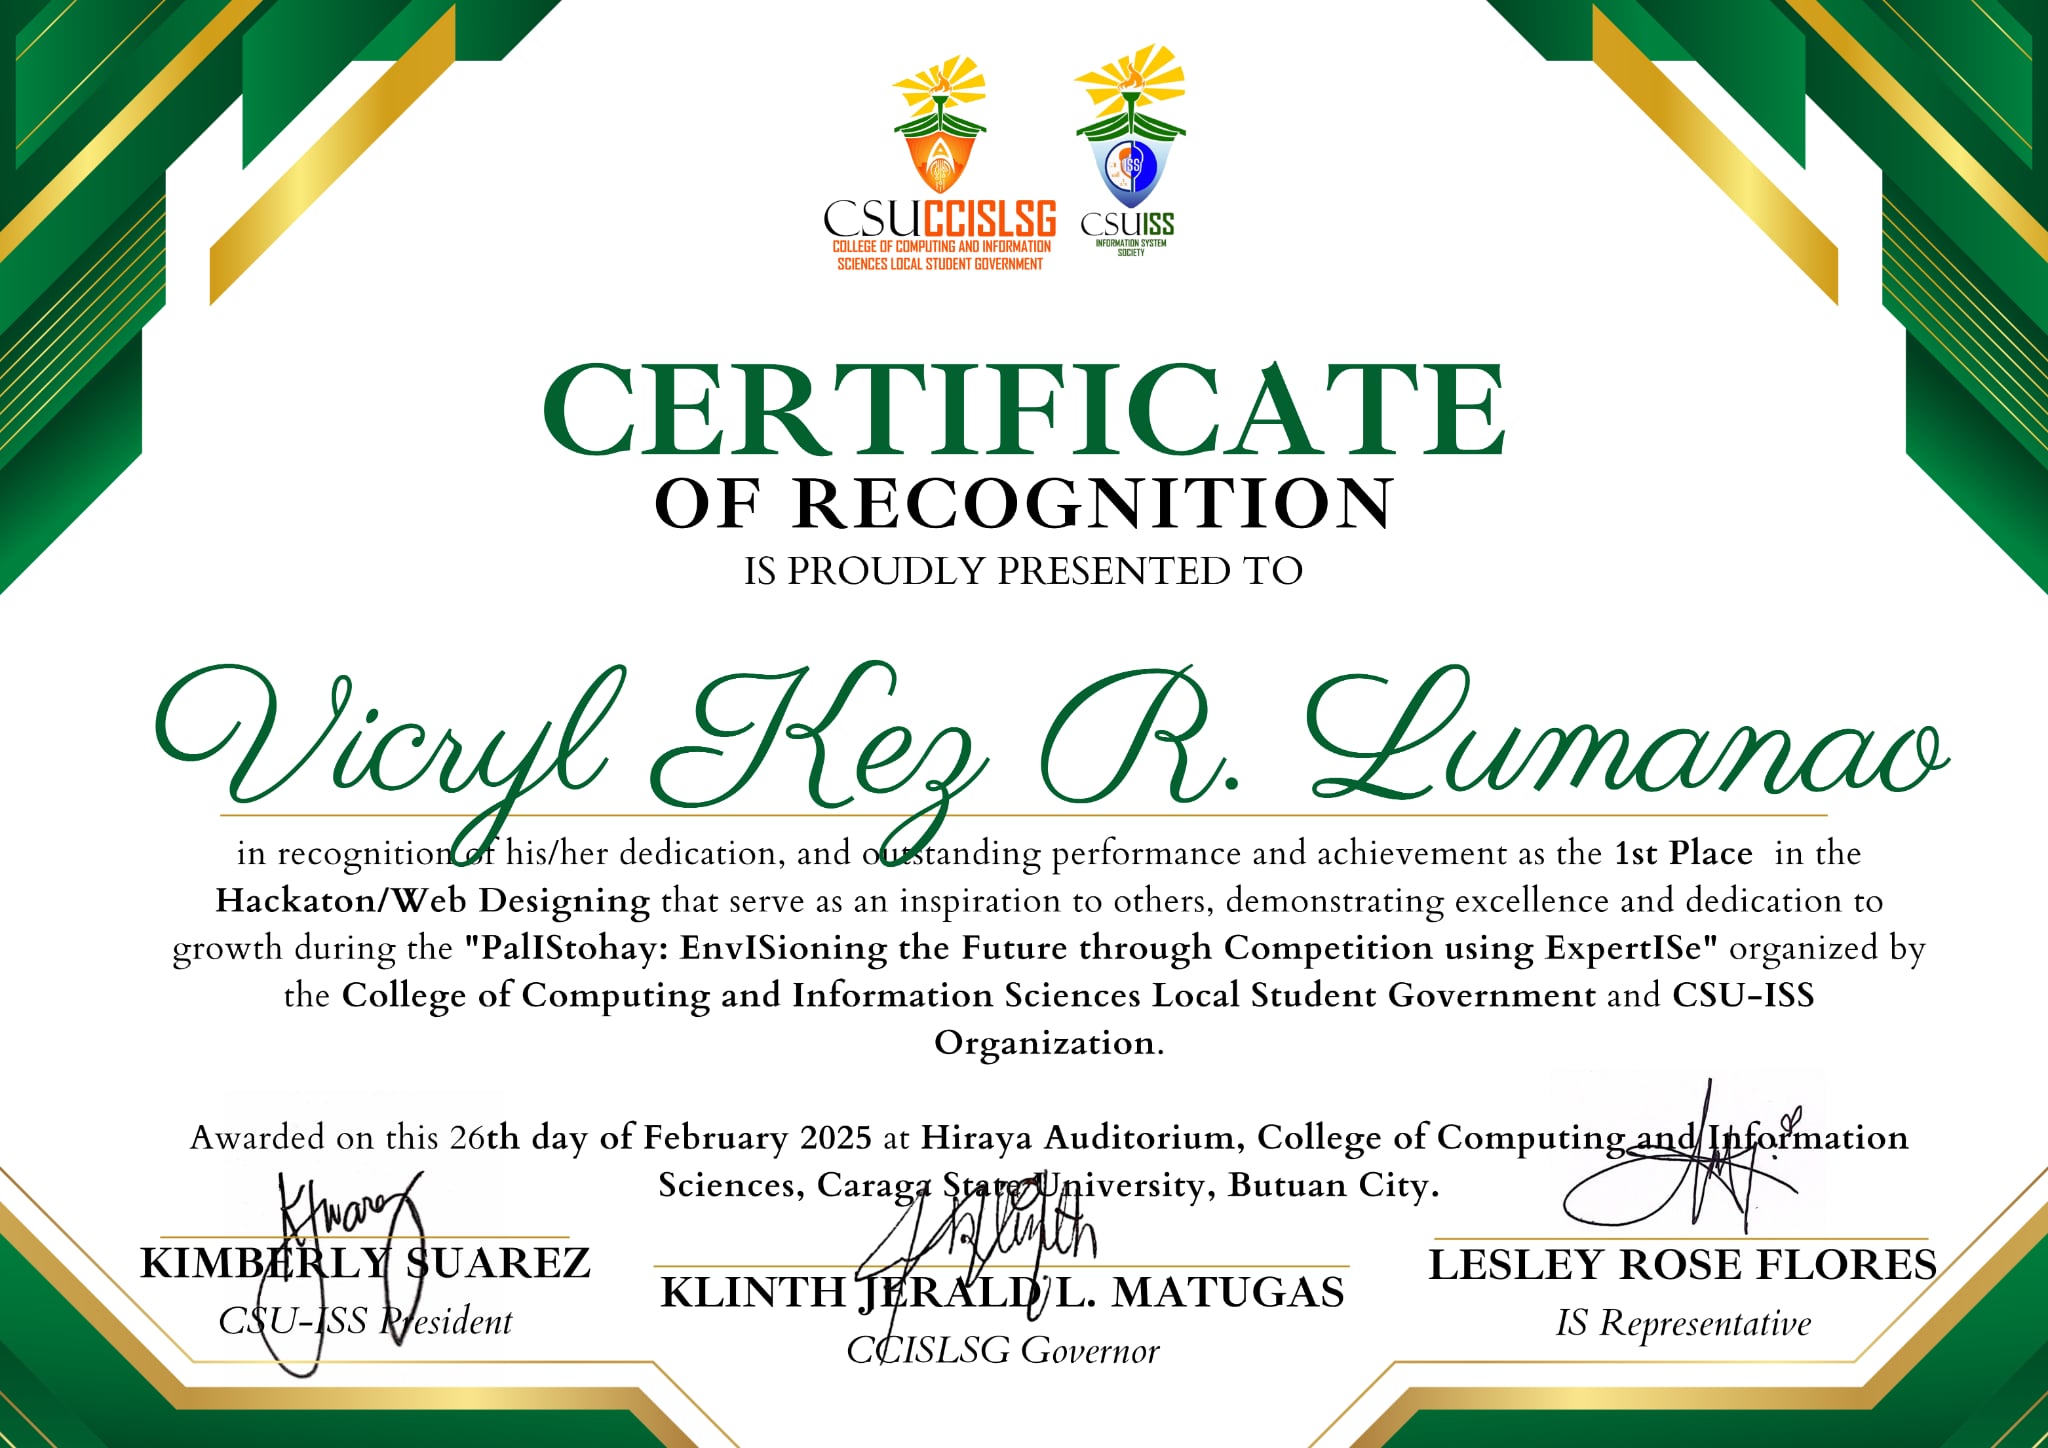 CSUCCISLSG
COLLEGE OF COMPUTING AND INFORMATION
SCIENCES LOCAL STUDENT GOVERNMENT
ISS
CSUISS
INFORMATION SYSTEM
SOCIETY
CERTIFICATE
OF RECOGNITION
IS PROUDLY PRESENTED TO
Vicryl Kez R. Lumanao
in recognition of his/her dedication, and outstanding performance and achievement as the 1st Place in the
Hackaton/Web Designing that serve as an inspiration to others, demonstrating excellence and dedication to
growth during the "PalIStohay: EnvISioning the Future through Competition using ExpertISe" organized by
the College of Computing and Information Sciences Local Student Government and CSU-ISS
Organization.
Awarded on this 26th day of February 2025 at Hiraya Auditorium, College of Computing and Information
Sciences, Caraga State University, Butuan City.
KIMBERLY SUAREZ
CSU-ISS President
KLINTH JERALD L. MATUGAS
CCISLSG Governor
LESLEY ROSE FLORES
IS Representative